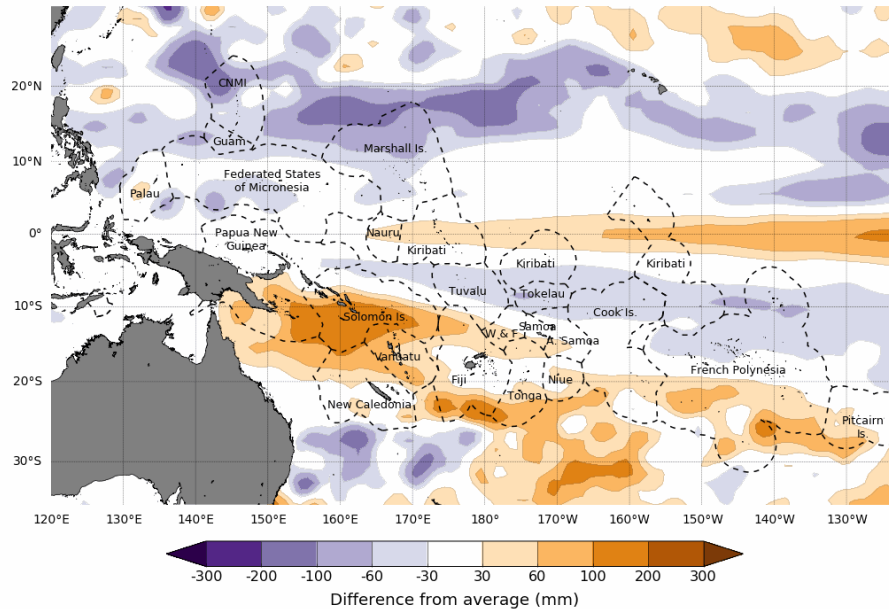 20°N
CNMI
Guam
Marshall Is.
10°N
Federated States
of Micronesia
Palau
0°
Papua New
Guinea
Nauru
Kiribati
Kiribati
Kiribati
Tuvalu
Tokelau
10°S
Solomon Is.
Cook Is.
W & F
Samoa
A. Samoa
Vanuatu
20°S
Fiji
Niue
French Polynesia
Tonga
New Caledonia
Pitcairn
Is.
30°S
120°E 130°E 140°E 150°E 160°E 170°E 180° 170°W 160°W 150°W 140°W 130°W
-300 -200 -100 -60 -30 30 60 100 200 300
Difference from average (mm)